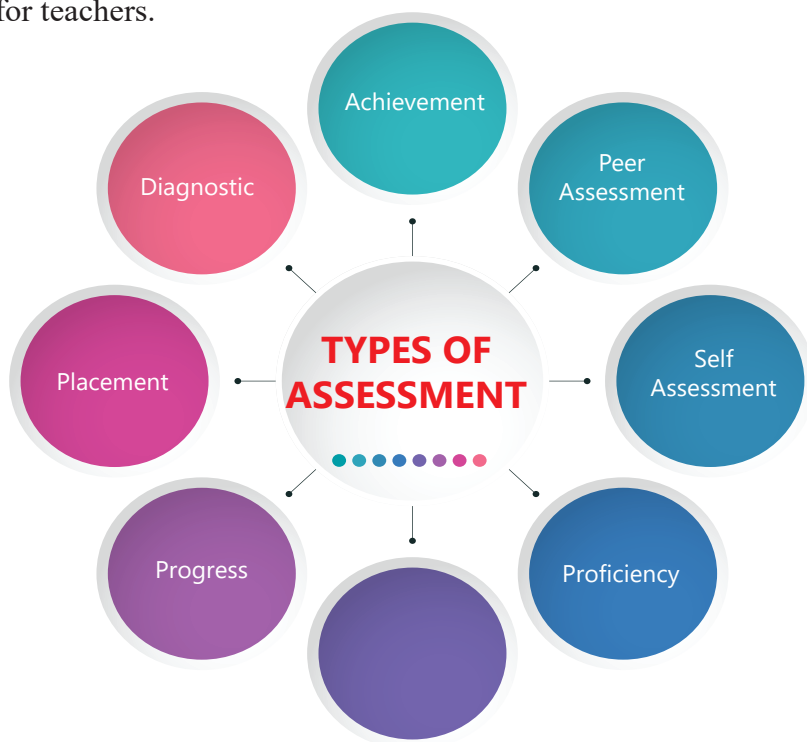 for teachers.
Achievement
Peer
Assessment
Diagnostic
TYPES OF
ASSESSMENT
Self
Assessment
Placement
Progress
Proficiency